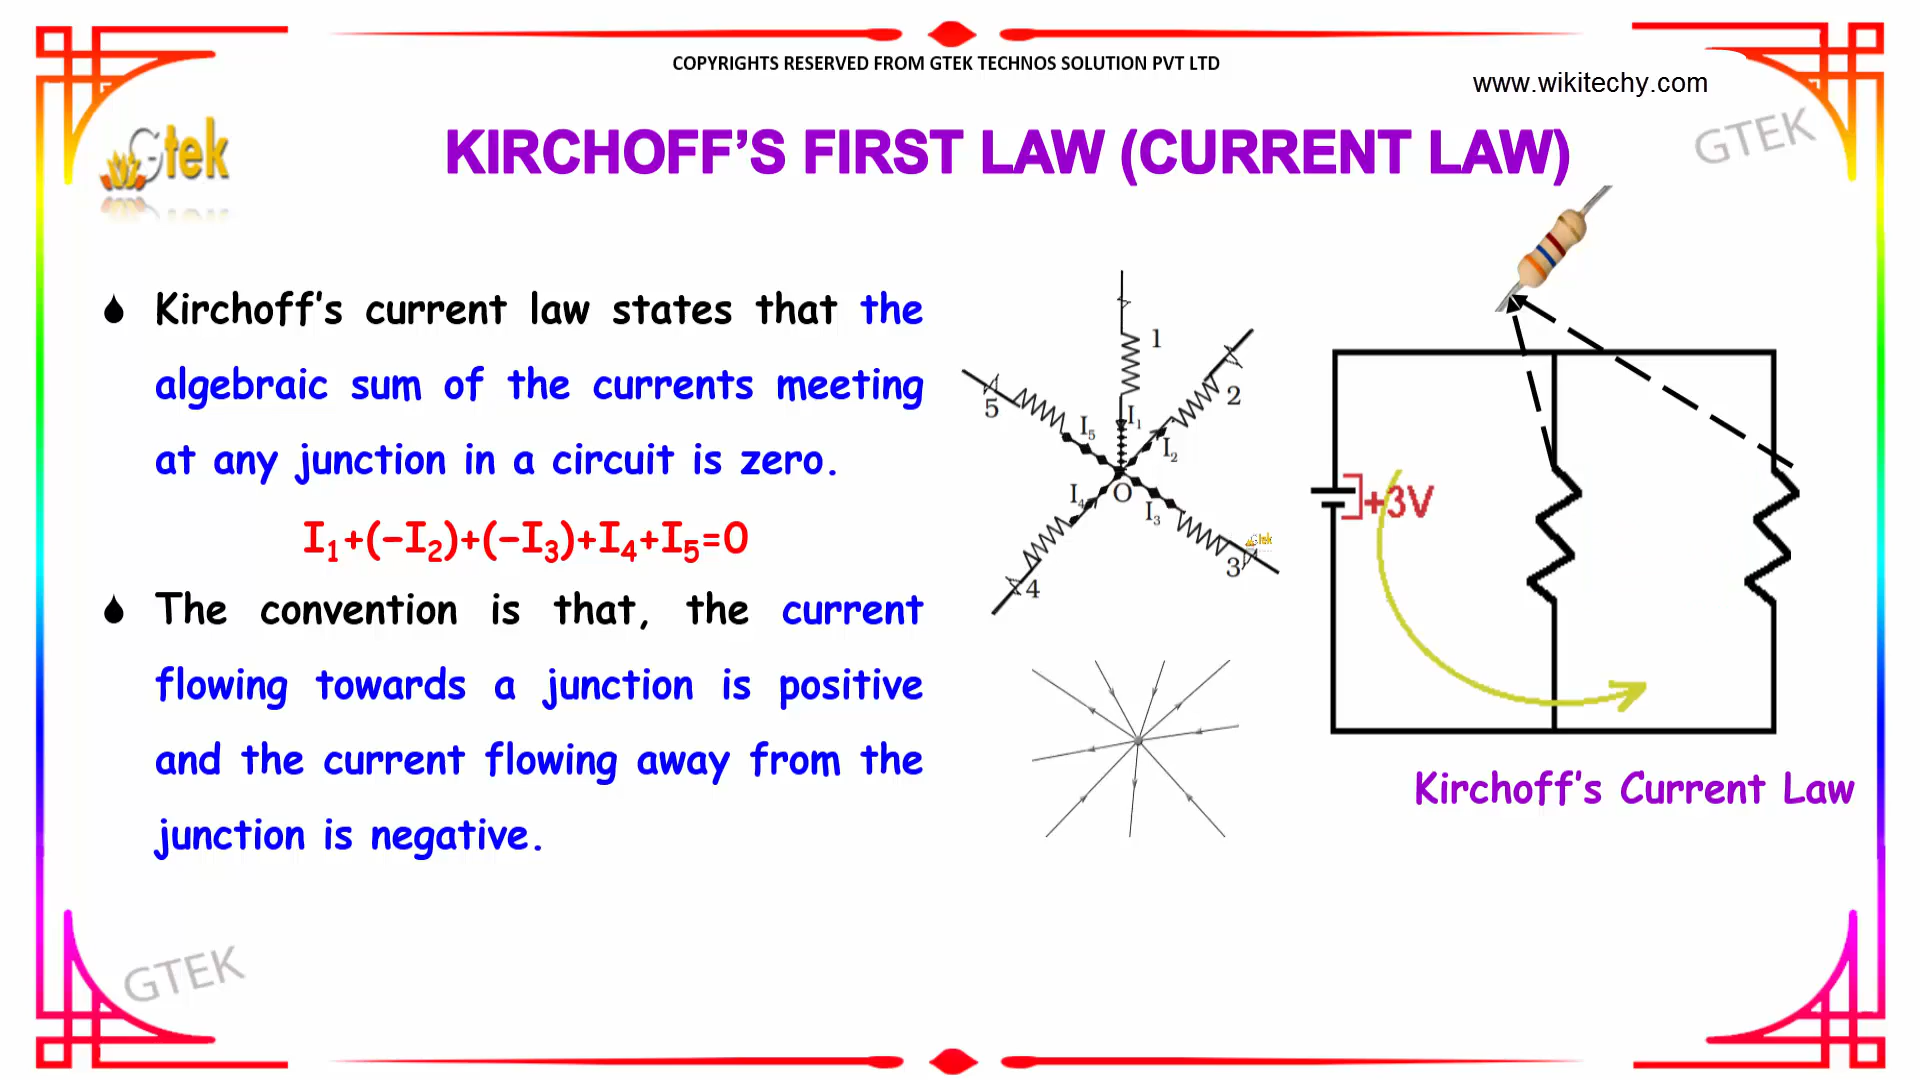 COPYRIGHTS RESERVED FROM GTEK TECHNOS SOLUTION PVT LTD
www.wikitechy.com
Gtek
GTEK
KIRCHOFF’S FIRST LAW (CURRENT LAW)
Kirchoff’s current law states that the
algebraic sum of the currents meeting
at any junction in a circuit is zero.
I₁+(−I₂)+(−I₃)+I₄+I₅=0
The convention is that, the current
flowing towards a junction is positive
and the current flowing away from the
junction is negative.
1
2
5
I₁
I₅
I₂
I₄
O
I₃
3
4
Gtek
+3V
Kirchoff’s Current Law
GTEK